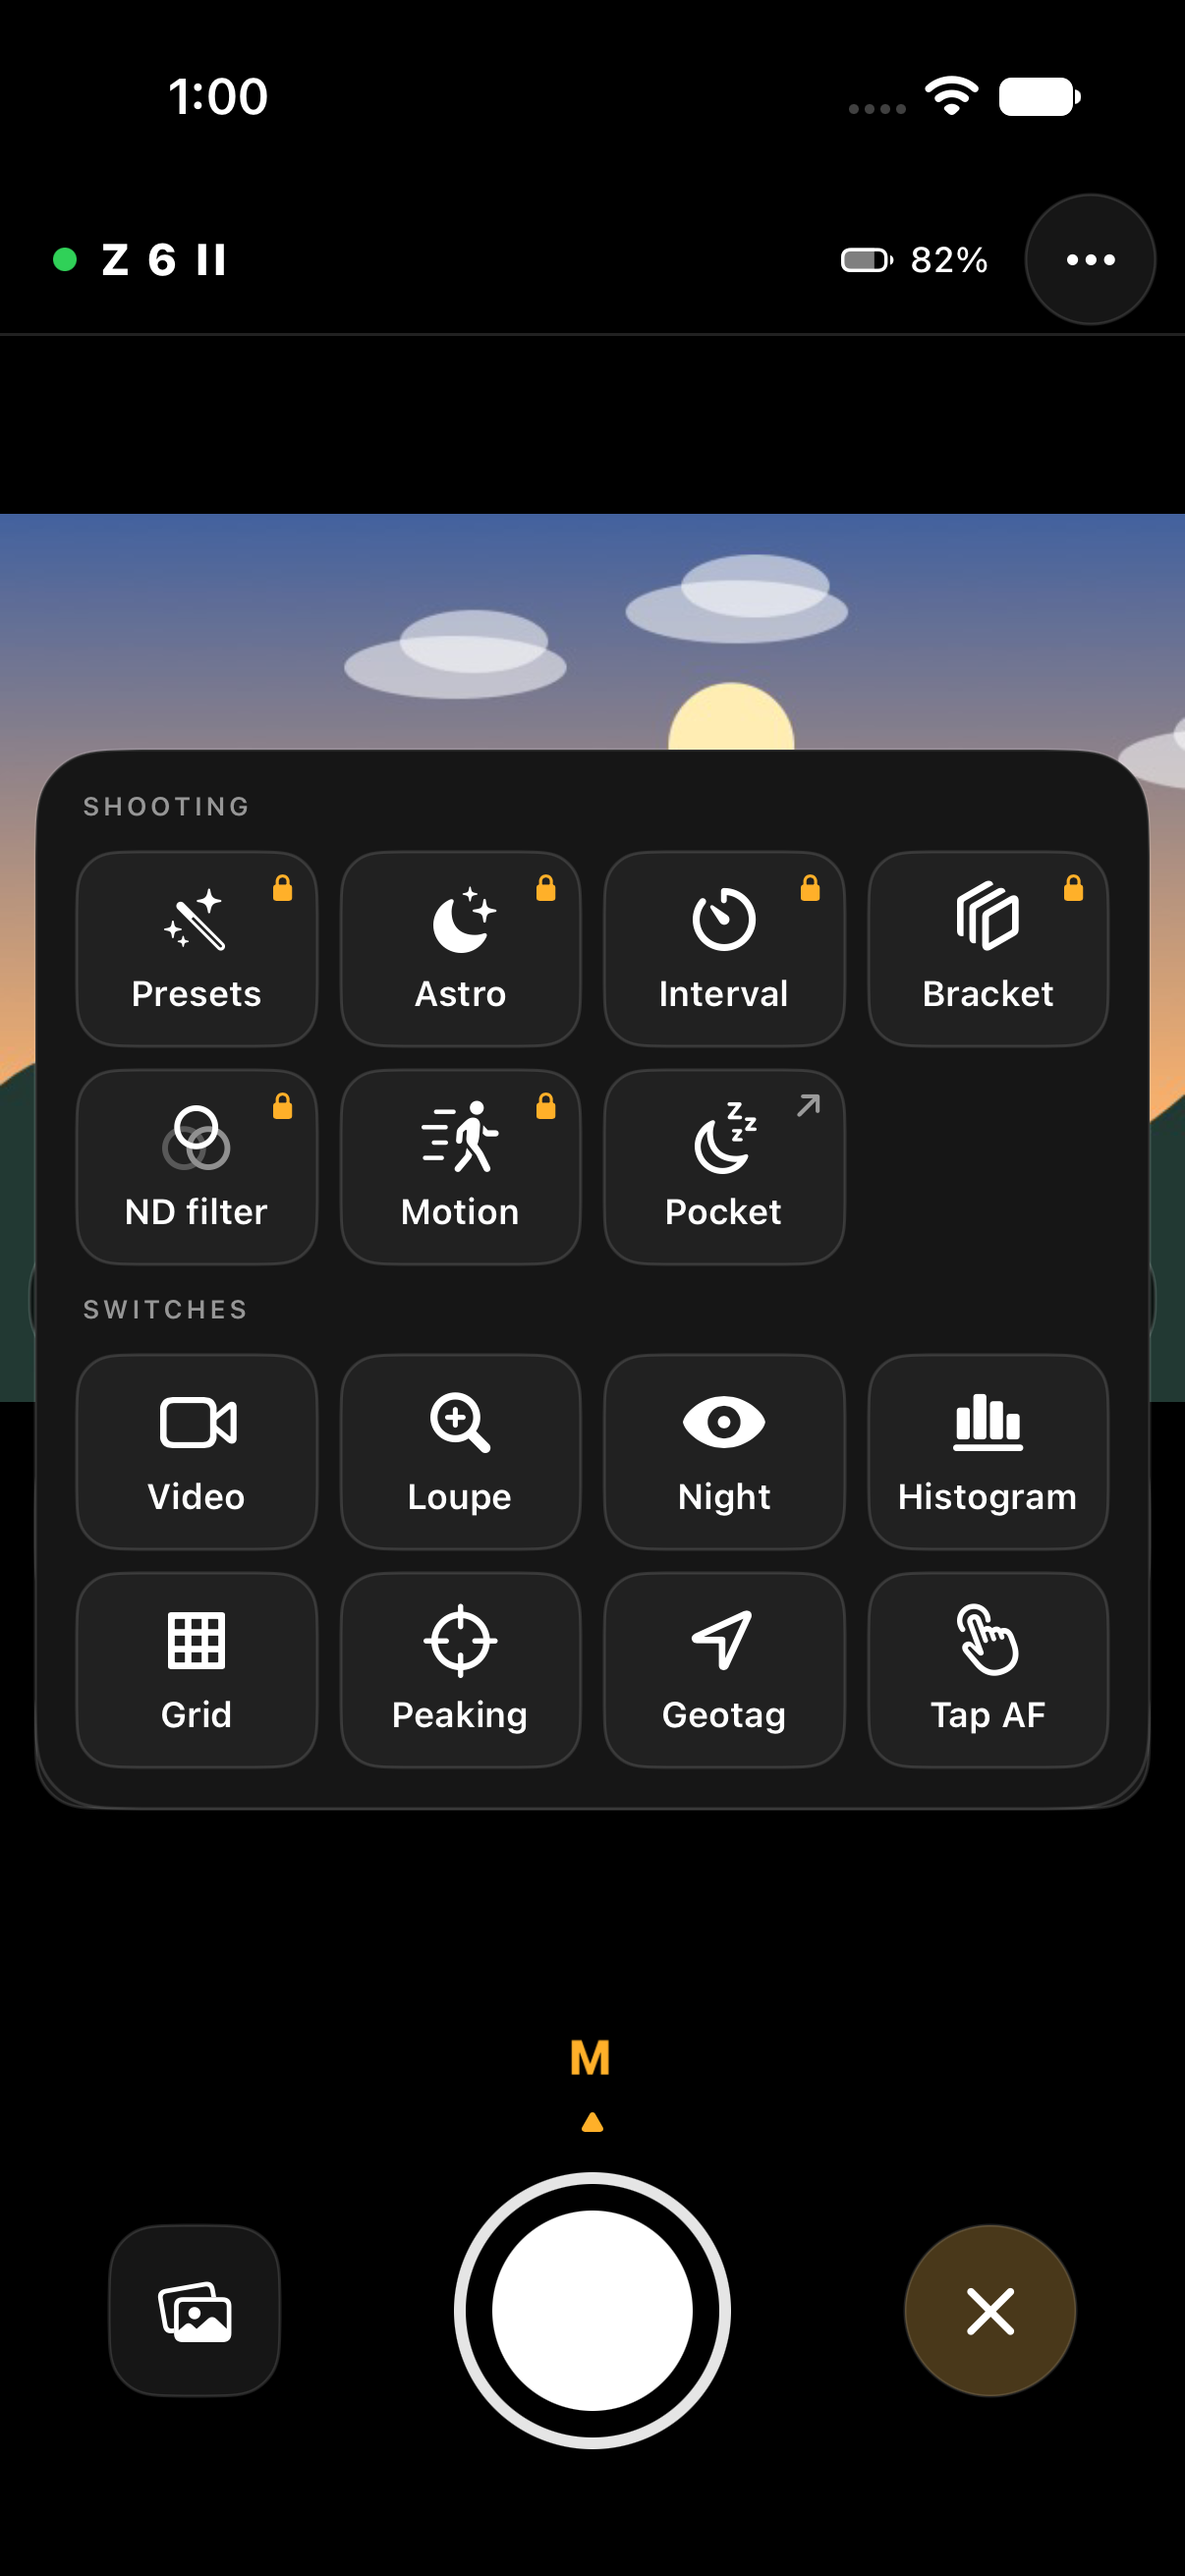 1:00
Z 6 II
82%
SHOOTING
Presets
Astro
Interval
Bracket
ND filter
Motion
Pocket
SWITCHES
Video
Loupe
Night
Histogram
Grid
Peaking
Geotag
Tap AF
M